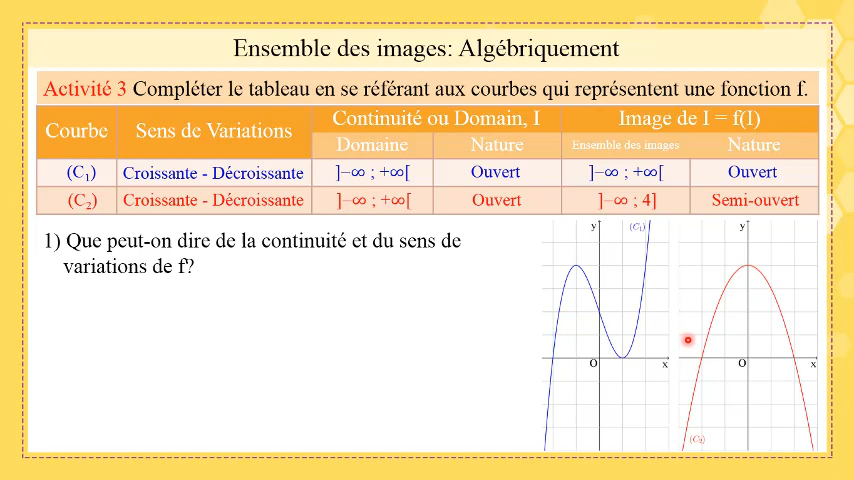 Ensemble des images: Algébriquement
Activité 3 Compléter le tableau en se référant aux courbes qui représentent une fonction f.
Courbe Sens de Variations Continuité ou Domain, I Image de I = f(I)
Domaine Nature Ensemble des images Nature
(C₁) Croissante - Décroissante ]−∞ ; +∞[ Ouvert ]−∞ ; +∞[ Ouvert
(C₂) Croissante - Décroissante ]−∞ ; +∞[ Ouvert ]−∞ ; 4] Semi-ouvert
1) Que peut-on dire de la continuité et du sens de
variations de f?
y (C₁) y
O x O x
(C₂)